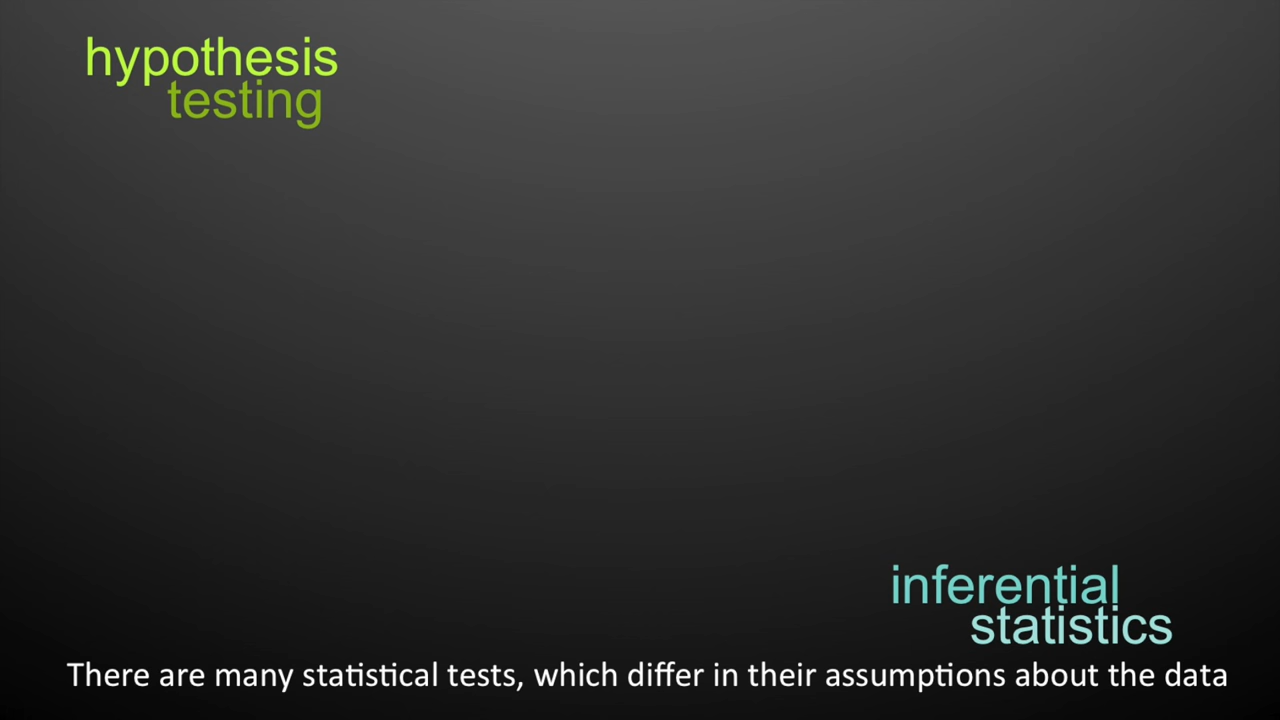 hypothesis
testing
inferential
statistics
There are many statistical tests, which differ in their assumptions about the data